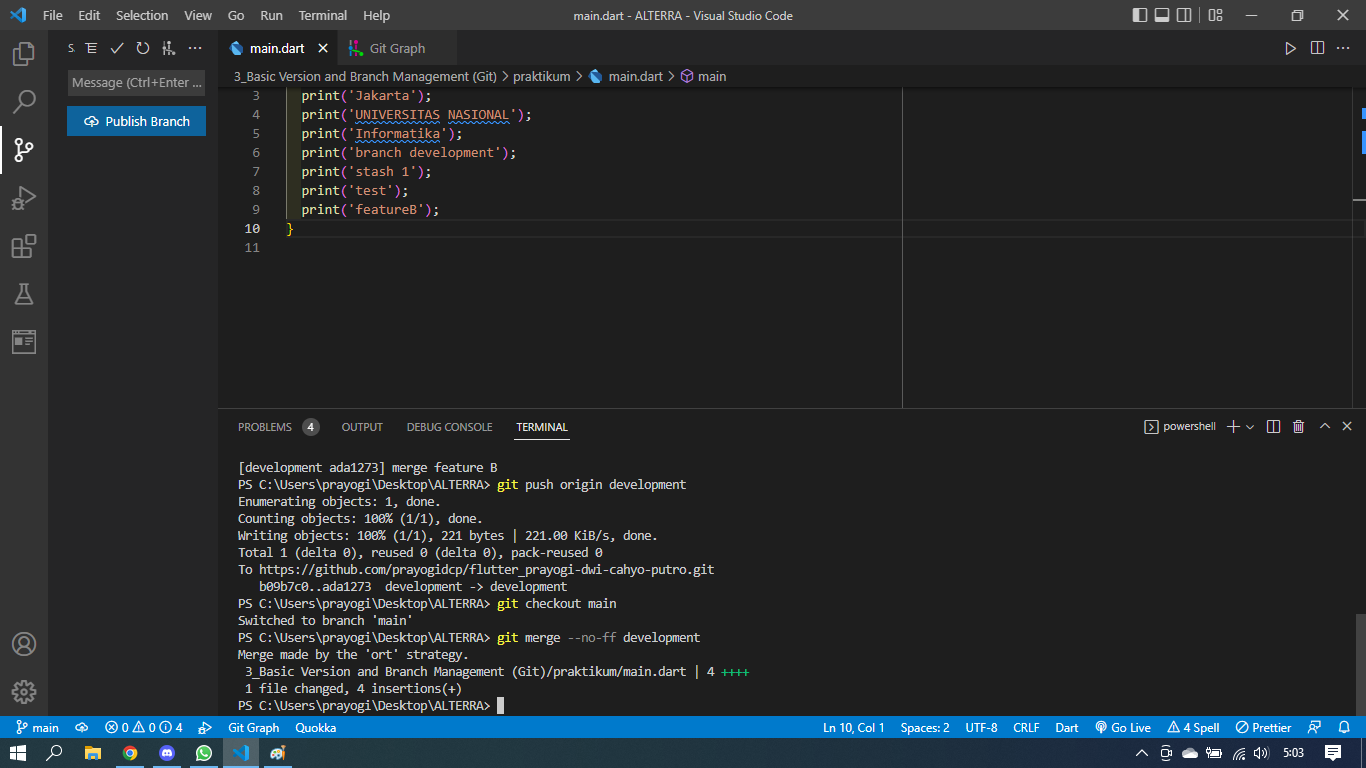 File Edit Selection View Go Run Terminal Help main.dart - ALTERRA - Visual Studio Code
S. main.dart Git Graph
Message (Ctrl+Enter ...
Publish Branch
3_Basic Version and Branch Management (Git) > praktikum > main.dart > main
3 print('Jakarta');
4 print('UNIVERSITAS NASIONAL');
5 print('Informatika');
6 print('branch development');
7 print('stash 1');
8 print('test');
9 print('featureB');
10 }
11
PROBLEMS 4 OUTPUT DEBUG CONSOLE TERMINAL powershell
[development ada1273] merge feature B
PS C:\Users\prayogi\Desktop\ALTERRA> git push origin development
Enumerating objects: 1, done.
Counting objects: 100% (1/1), done.
Writing objects: 100% (1/1), 221 bytes | 221.00 KiB/s, done.
Total 1 (delta 0), reused 0 (delta 0), pack-reused 0
To https://github.com/prayogidcp/flutter_prayogi-dwi-cahyo-putro.git
b09b7c0..ada1273  development -> development
PS C:\Users\prayogi\Desktop\ALTERRA> git checkout main
Switched to branch 'main'
PS C:\Users\prayogi\Desktop\ALTERRA> git merge --no-ff development
Merge made by the 'ort' strategy.
3_Basic Version and Branch Management (Git)/praktikum/main.dart | 4 ++++
1 file changed, 4 insertions(+)
PS C:\Users\prayogi\Desktop\ALTERRA>
main 0 0 4 Git Graph Quokka Ln 10, Col 1 Spaces: 2 UTF-8 CRLF Dart Go Live 4 Spell Prettier
5:03